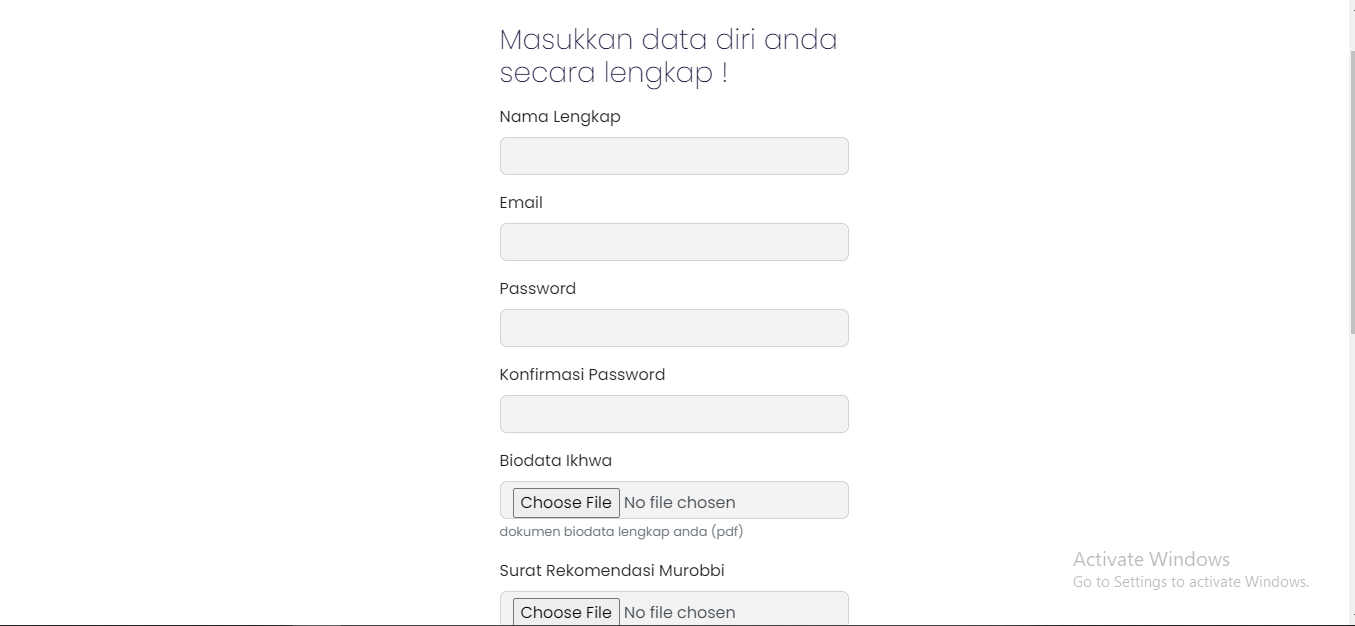 Masukkan data diri anda
secara lengkap !
Nama Lengkap
Email
Password
Konfirmasi Password
Biodata Ikhwa
Choose File No file chosen
dokumen biodata lengkap anda (pdf)
Surat Rekomendasi Murobbi
Choose File No file chosen
Activate Windows
Go to Settings to activate Windows.